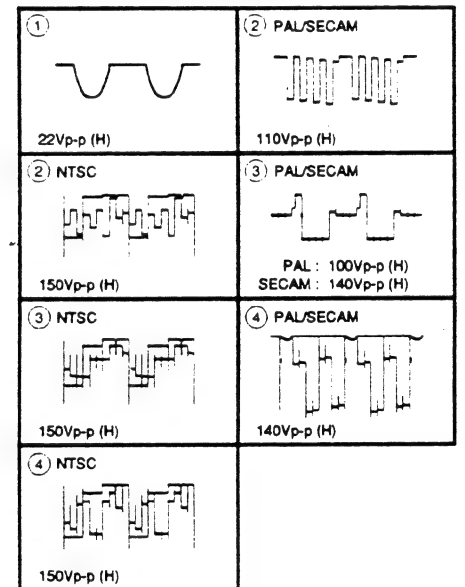 ①
22Vp-p (H)
② PAL/SECAM
110Vp-p (H)
② NTSC
150Vp-p (H)
③ PAL/SECAM
PAL : 100Vp-p (H)
SECAM : 140Vp-p (H)
③ NTSC
150Vp-p (H)
④ PAL/SECAM
140Vp-p (H)
④ NTSC
150Vp-p (H)